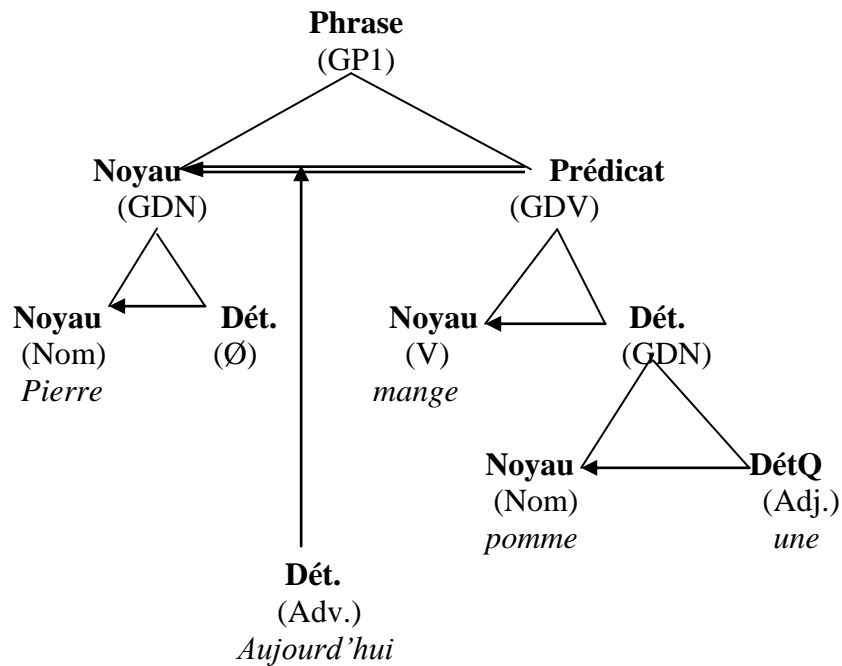 Phrase
(GP1)
Noyau Prédicat
(GDN) (GDV)
Noyau Dét. Noyau Dét.
(Nom) (Ø) (V) (GDN)
Pierre mange
Noyau DétQ
(Nom) (Adj.)
pomme une
Dét.
(Adv.)
Aujourd’hui